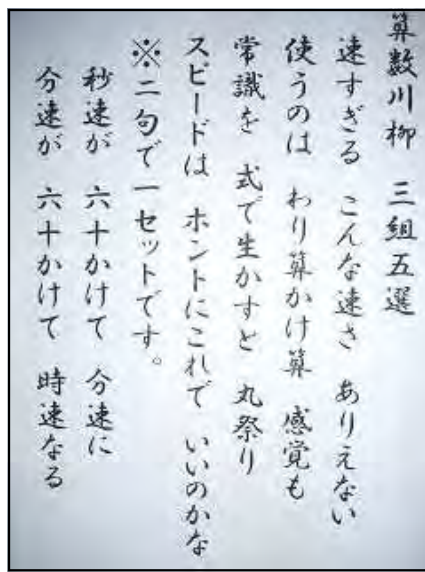 算数川柳　三組五選
速すぎる　こんな速さ　ありえない
使うのは　わり算かけ算　感覚も
常識を　式で生かすと　丸祭り
スピードは　ホントにこれで　いいのかな
※二句で一セットです。
秒速が　六十かけて　分速に
分速が　六十かけて　時速なる